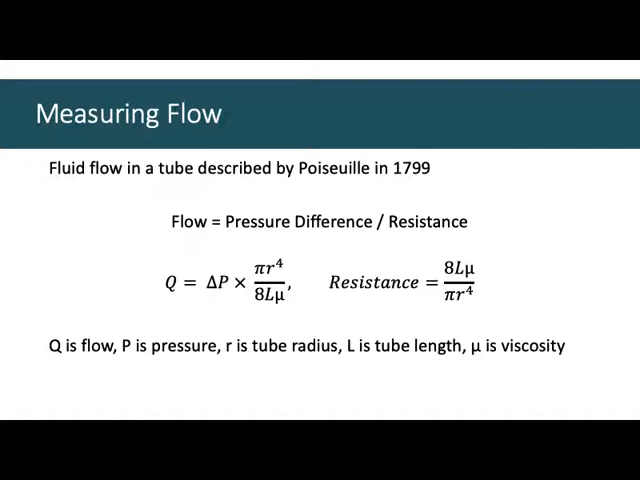 Measuring Flow
Fluid flow in a tube described by Poiseuille in 1799
Flow = Pressure Difference / Resistance
Q = ΔP × πr⁴/8Lμ, Resistance = 8Lμ/πr⁴
Q is flow, P is pressure, r is tube radius, L is tube length, μ is viscosity